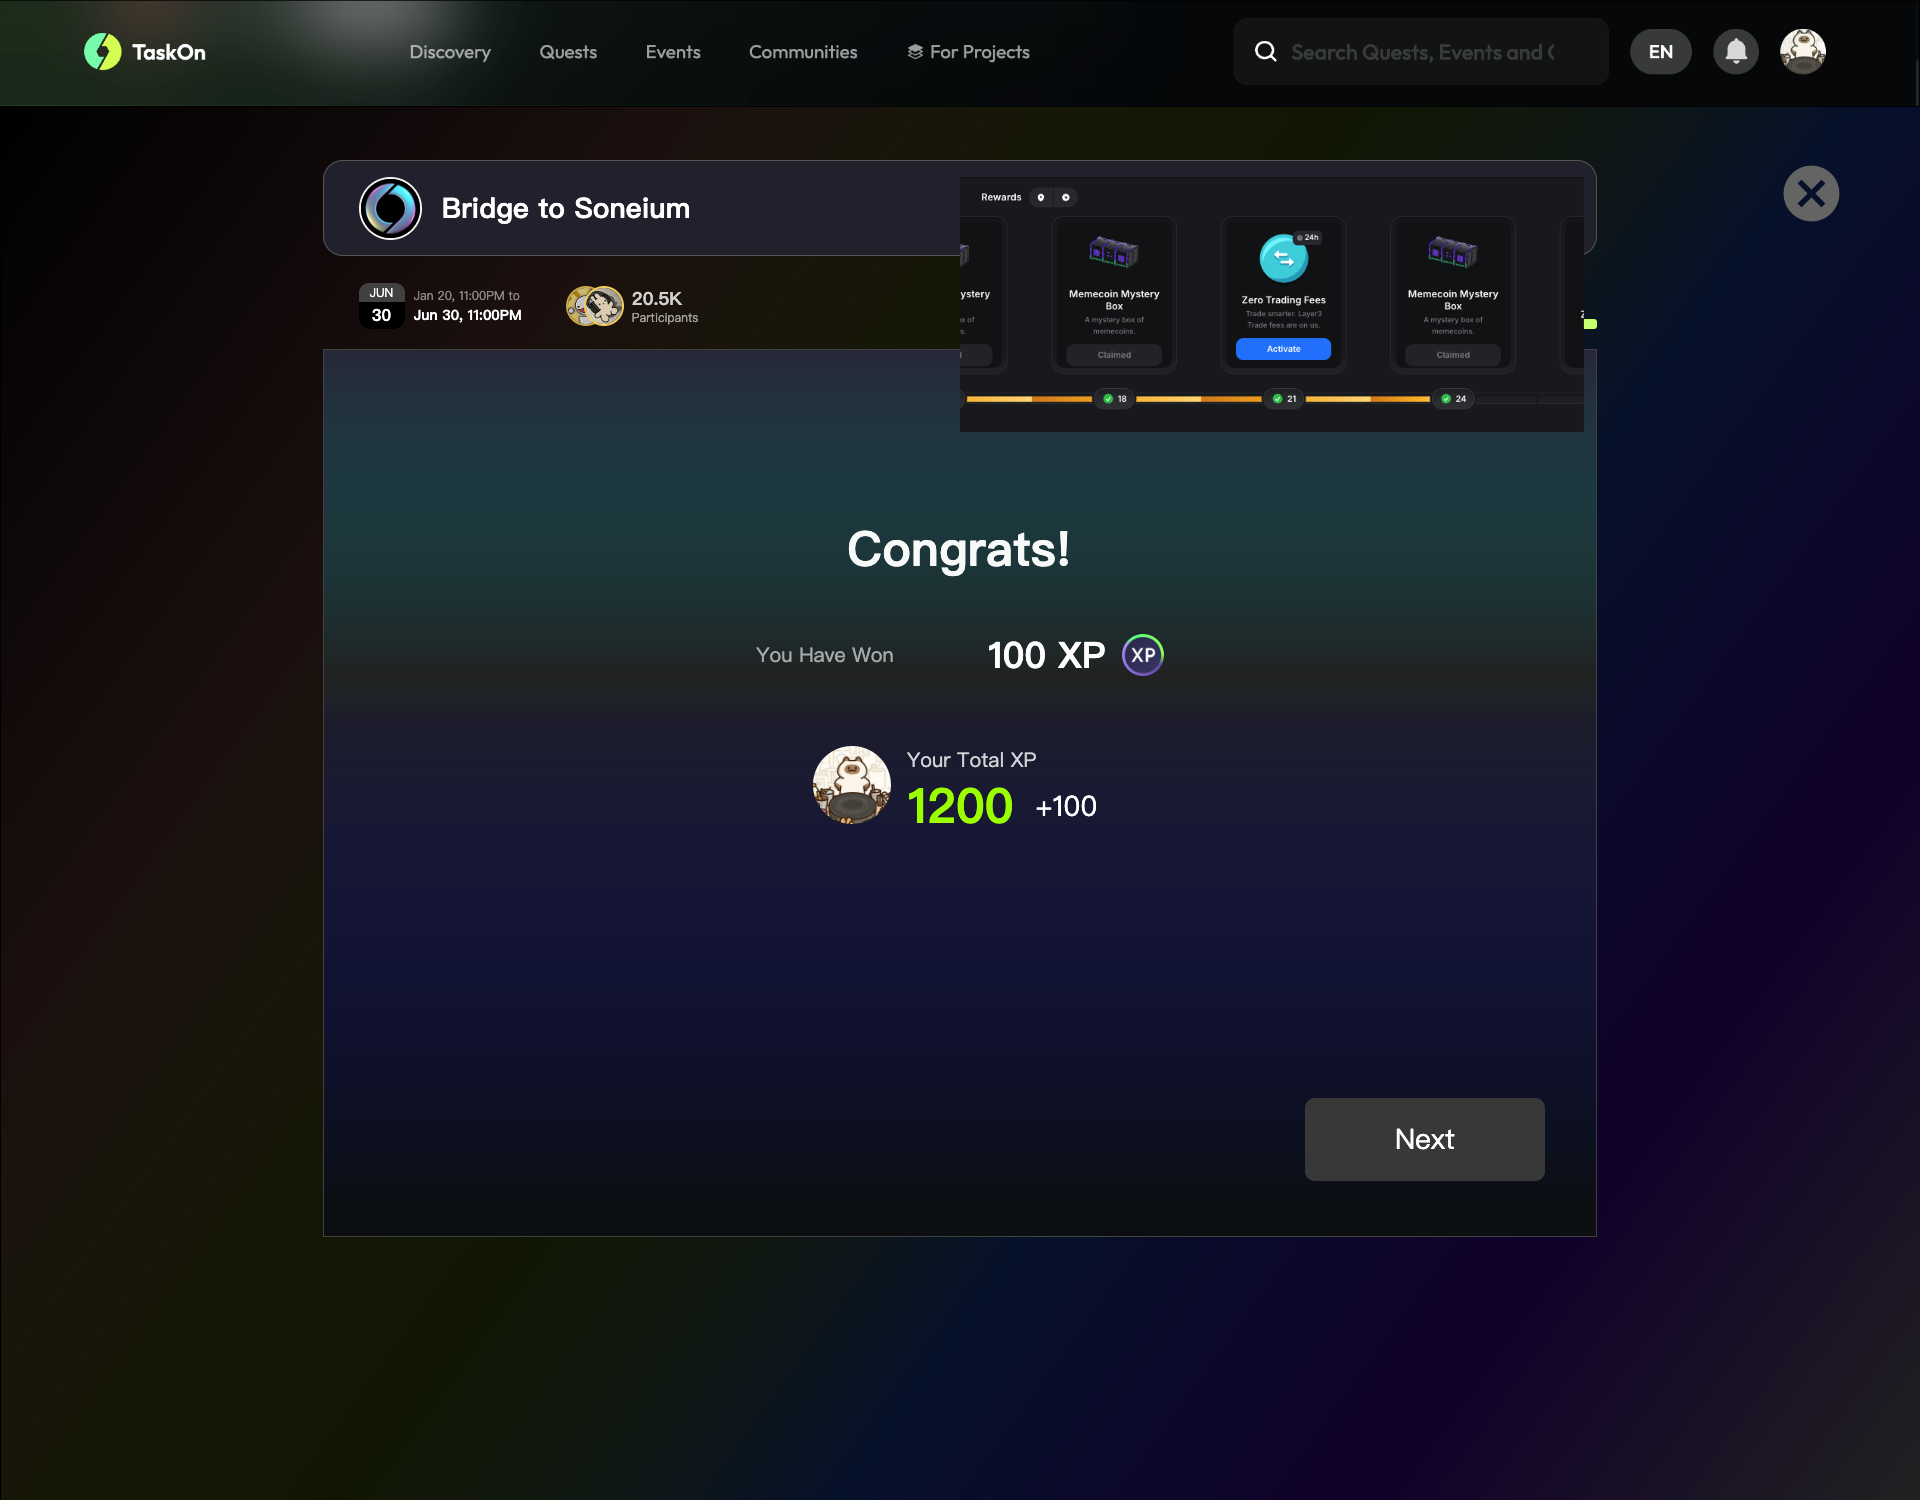 TaskOn
Discovery
Quests
Events
Communities
For Projects
Search Quests, Events and
EN
Bridge to Soneium
JUN
30
Jan 20, 11:00PM to
Jun 30, 11:00PM
20.5K
Participants
Rewards
ystery
Memecoin Mystery
Box
A mystery box of
memecoins.
Claimed
24h
Zero Trading Fees
Trade smarter. Layer3
Trade fees are on us.
Activate
Memecoin Mystery
Box
A mystery box of
memecoins.
Claimed
18
21
24
Congrats!
You Have Won
100 XP
XP
Your Total XP
1200 +100
Next